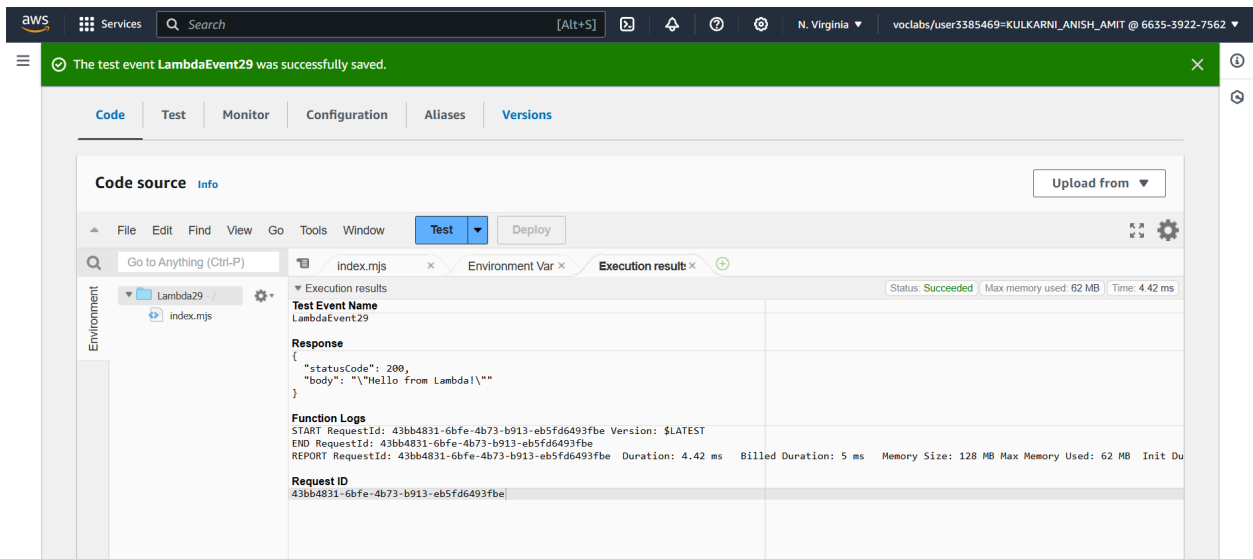 aws Services Search [Alt+S] N. Virginia voclabs/user3385469=KULKARNI_ANISH_AMIT @ 6635-3922-7562
The test event LambdaEvent29 was successfully saved.
Code Test Monitor Configuration Aliases Versions
Code source Info
Upload from
File Edit Find View Go Tools Window Test Deploy
Go to Anything (Ctrl-P)
index.mjs Environment Var Execution results
Environment
Lambda29 - /
index.mjs
Execution results
Status: Succeeded Max memory used: 62 MB Time: 4.42 ms
Test Event Name
LambdaEvent29
Response
{
"statusCode": 200,
"body": "\"Hello from Lambda!\""
}
Function Logs
START RequestId: 43bb4831-6bfe-4b73-b913-eb5fd6493fbe Version: $LATEST
END RequestId: 43bb4831-6bfe-4b73-b913-eb5fd6493fbe
REPORT RequestId: 43bb4831-6bfe-4b73-b913-eb5fd6493fbe Duration: 4.42 ms Billed Duration: 5 ms Memory Size: 128 MB Max Memory Used: 62 MB Init Du
Request ID
43bb4831-6bfe-4b73-b913-eb5fd6493fbe